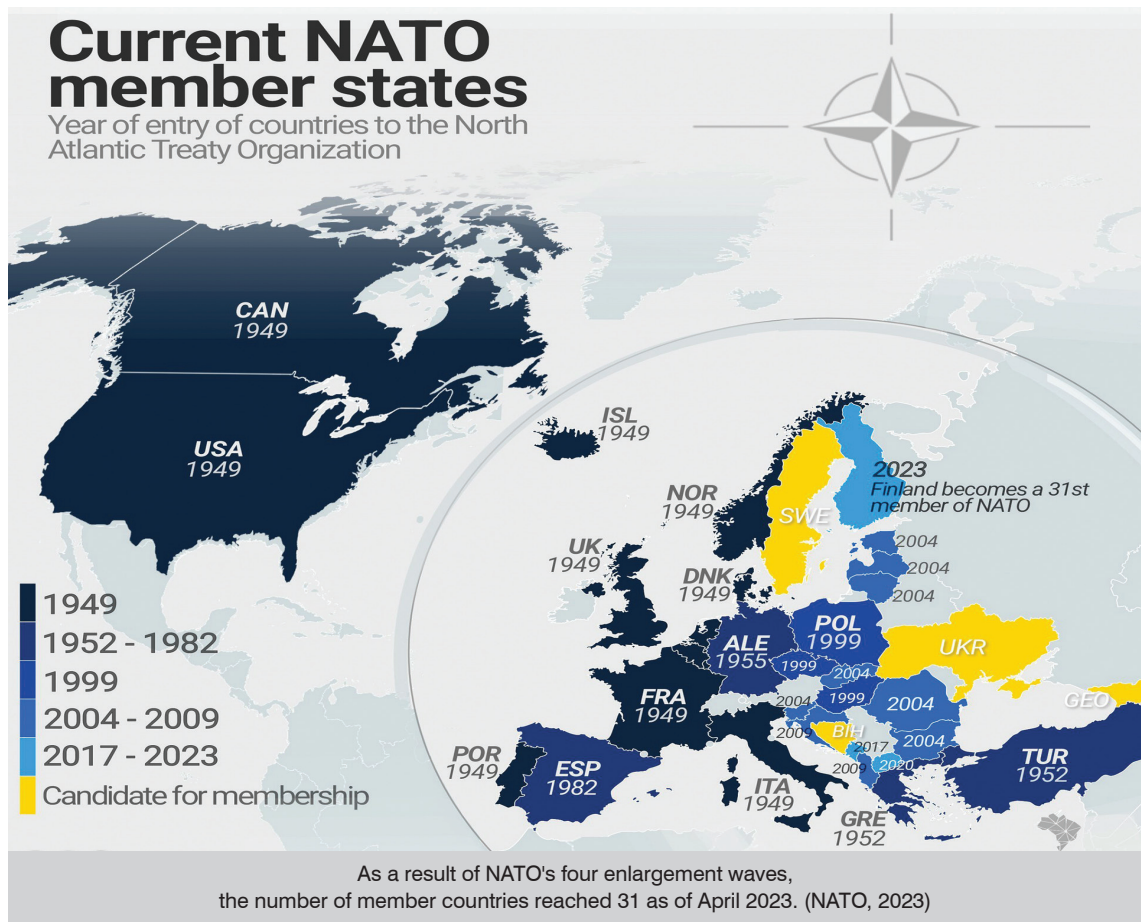 Current NATO
member states
Year of entry of countries to the North
Atlantic Treaty Organization
CAN
1949
USA
1949
ISL
1949
NOR
1949
SWE
2023
Finland becomes a 31st
member of NATO
UK
1949
DNK
1949
2004
2004
2004
ALE
1955
POL
1999
UKR
1999
2004
FRA
1949
2004
1999
2004
GEO
2009
BIH
2017
2004
POR
1949
ESP
1982
ITA
1949
2009
2020
GRE
1952
TUR
1952
1949
1952 - 1982
1999
2004 - 2009
2017 - 2023
Candidate for membership
As a result of NATO's four enlargement waves,
the number of member countries reached 31 as of April 2023. (NATO, 2023)